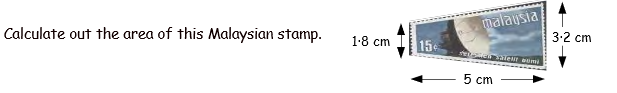 Calculate out the area of this Malaysian stamp.
1·8 cm
malaysia
15c
3·2 cm
5 cm